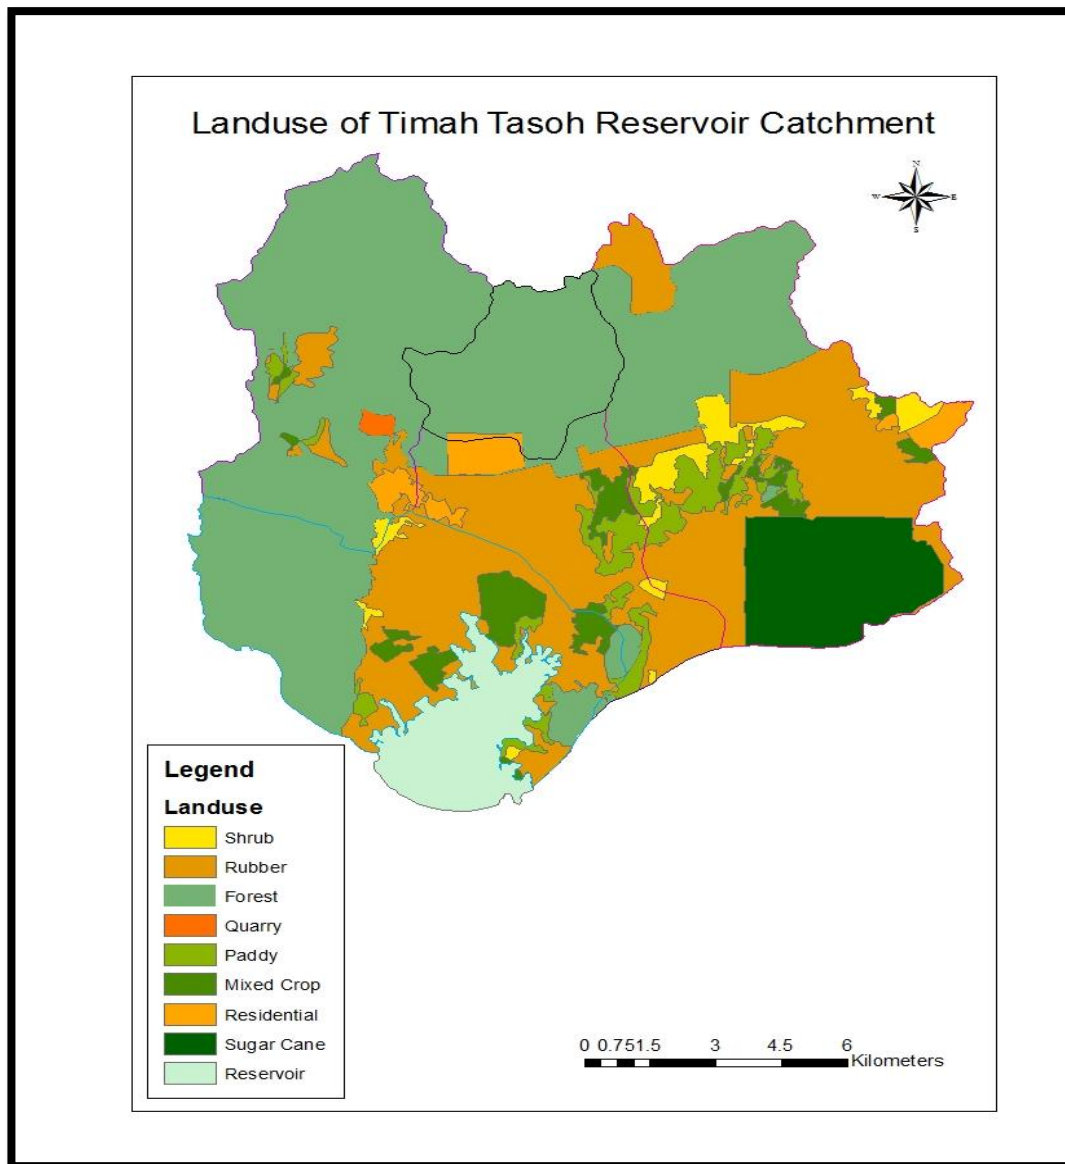 Landuse of Timah Tasoh Reservoir Catchment
N
W E
S
Legend
Landuse
Shrub
Rubber
Forest
Quarry
Paddy
Mixed Crop
Residential
Sugar Cane
Reservoir
0 0.751.5 3 4.5 6
Kilometers